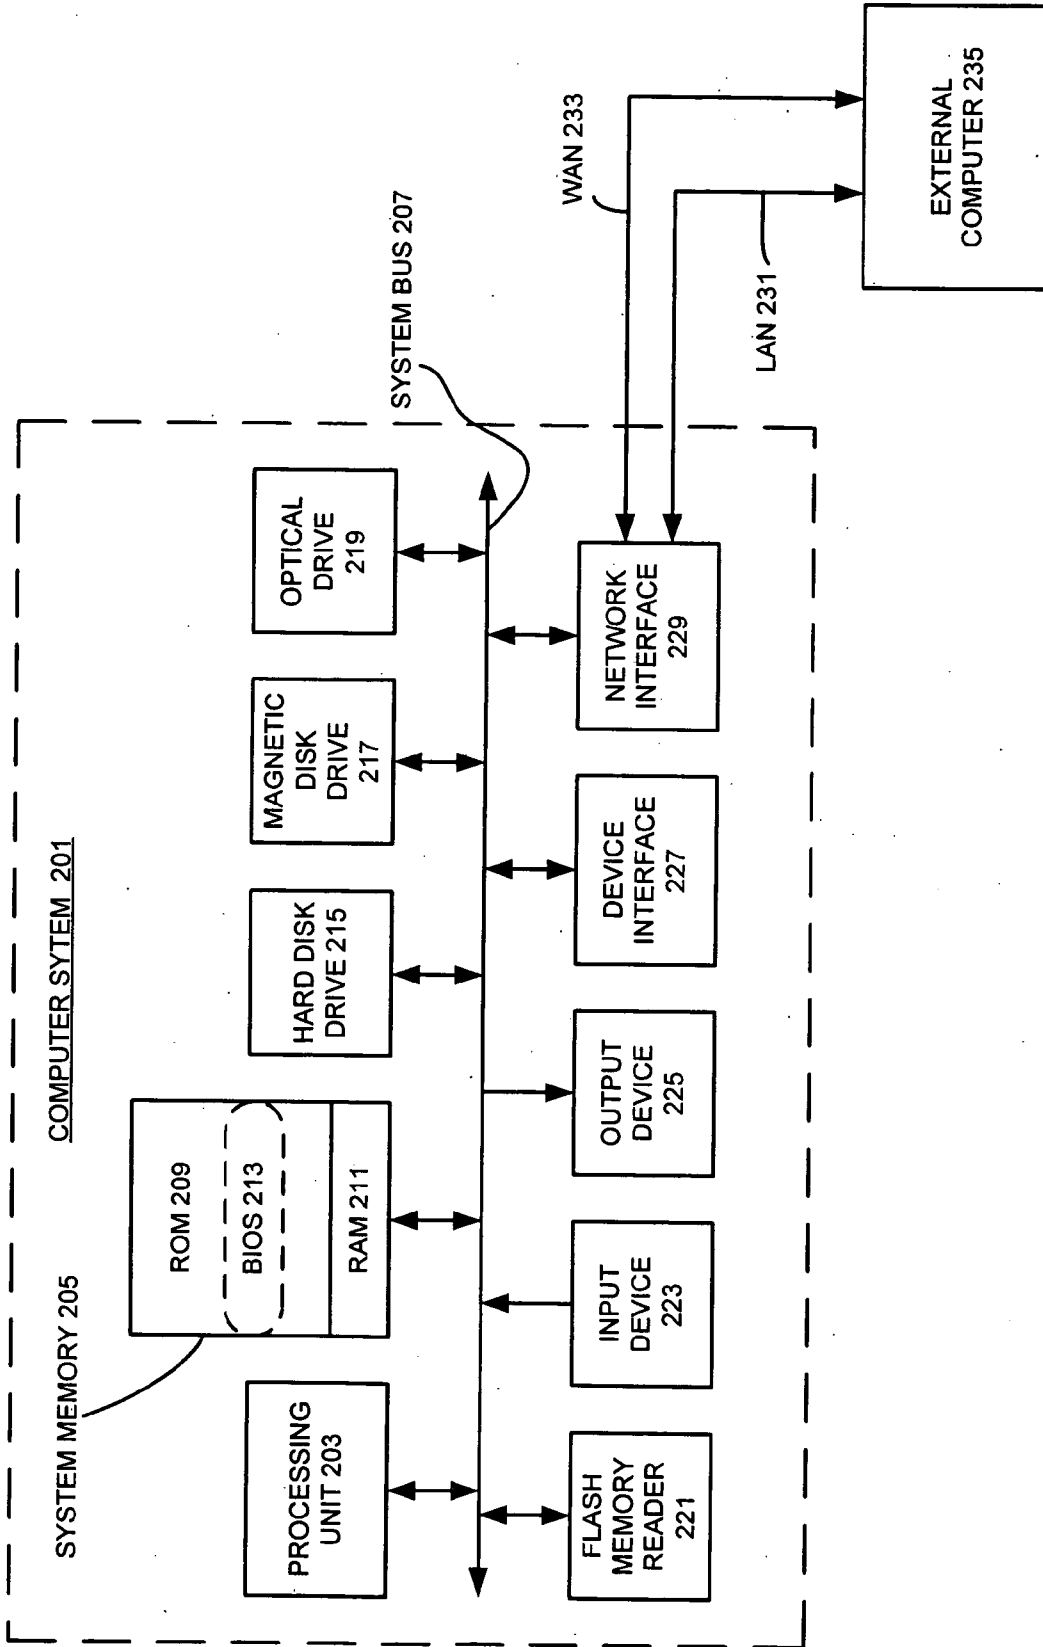 COMPUTER SYTEM 201
SYSTEM MEMORY 205
PROCESSING
UNIT 203
ROM 209
BIOS 213
RAM 211
HARD DISK
DRIVE 215
MAGNETIC
DISK
DRIVE
217
OPTICAL
DRIVE
219
SYSTEM BUS 207
FLASH
MEMORY
READER
221
INPUT
DEVICE
223
OUTPUT
DEVICE
225
DEVICE
INTERFACE
227
NETWORK
INTERFACE
229
WAN 233
LAN 231
EXTERNAL
COMPUTER 235